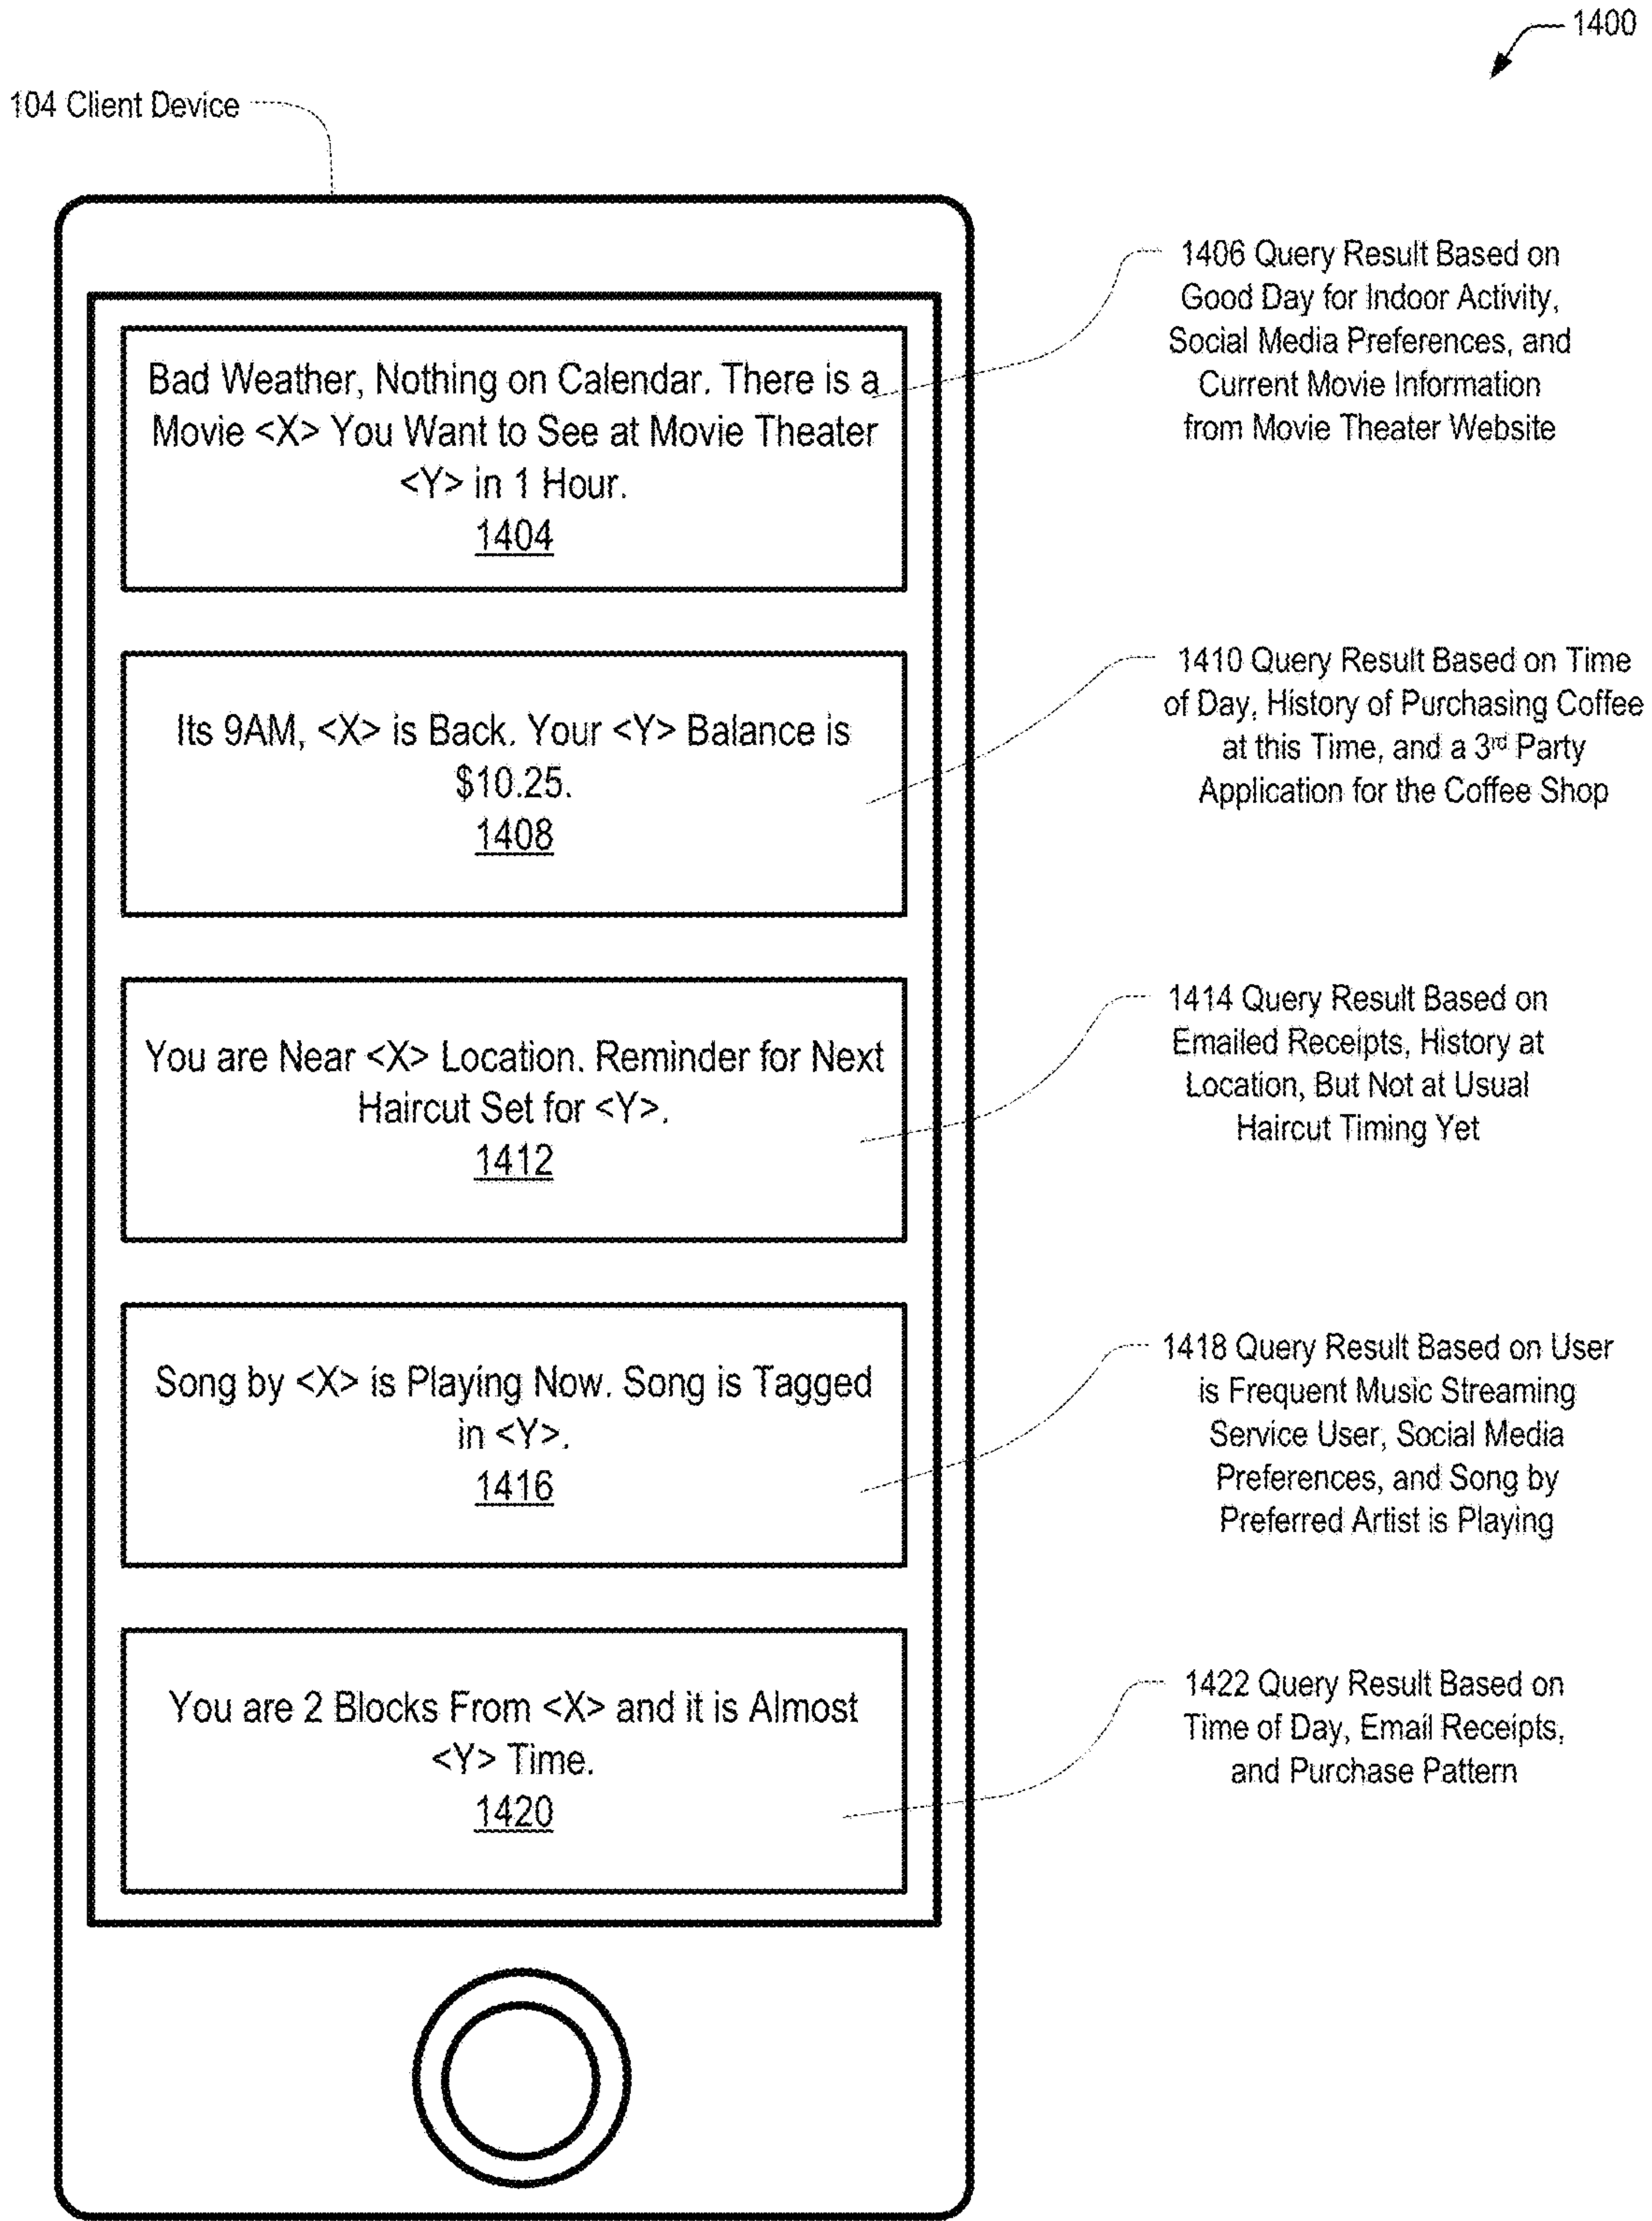 1400
104 Client Device
Bad Weather, Nothing on Calendar. There is a
Movie <X> You Want to See at Movie Theater
<Y> in 1 Hour.
1404
1406 Query Result Based on
Good Day for Indoor Activity,
Social Media Preferences, and
Current Movie Information
from Movie Theater Website
Its 9AM, <X> is Back. Your <Y> Balance is
$10.25.
1408
1410 Query Result Based on Time
of Day, History of Purchasing Coffee
at this Time, and a 3rd Party
Application for the Coffee Shop
You are Near <X> Location. Reminder for Next
Haircut Set for <Y>.
1412
1414 Query Result Based on
Emailed Receipts, History at
Location, But Not at Usual
Haircut Timing Yet
Song by <X> is Playing Now. Song is Tagged
in <Y>.
1416
1418 Query Result Based on User
is Frequent Music Streaming
Service User, Social Media
Preferences, and Song by
Preferred Artist is Playing
You are 2 Blocks From <X> and it is Almost
<Y> Time.
1420
1422 Query Result Based on
Time of Day, Email Receipts,
and Purchase Pattern